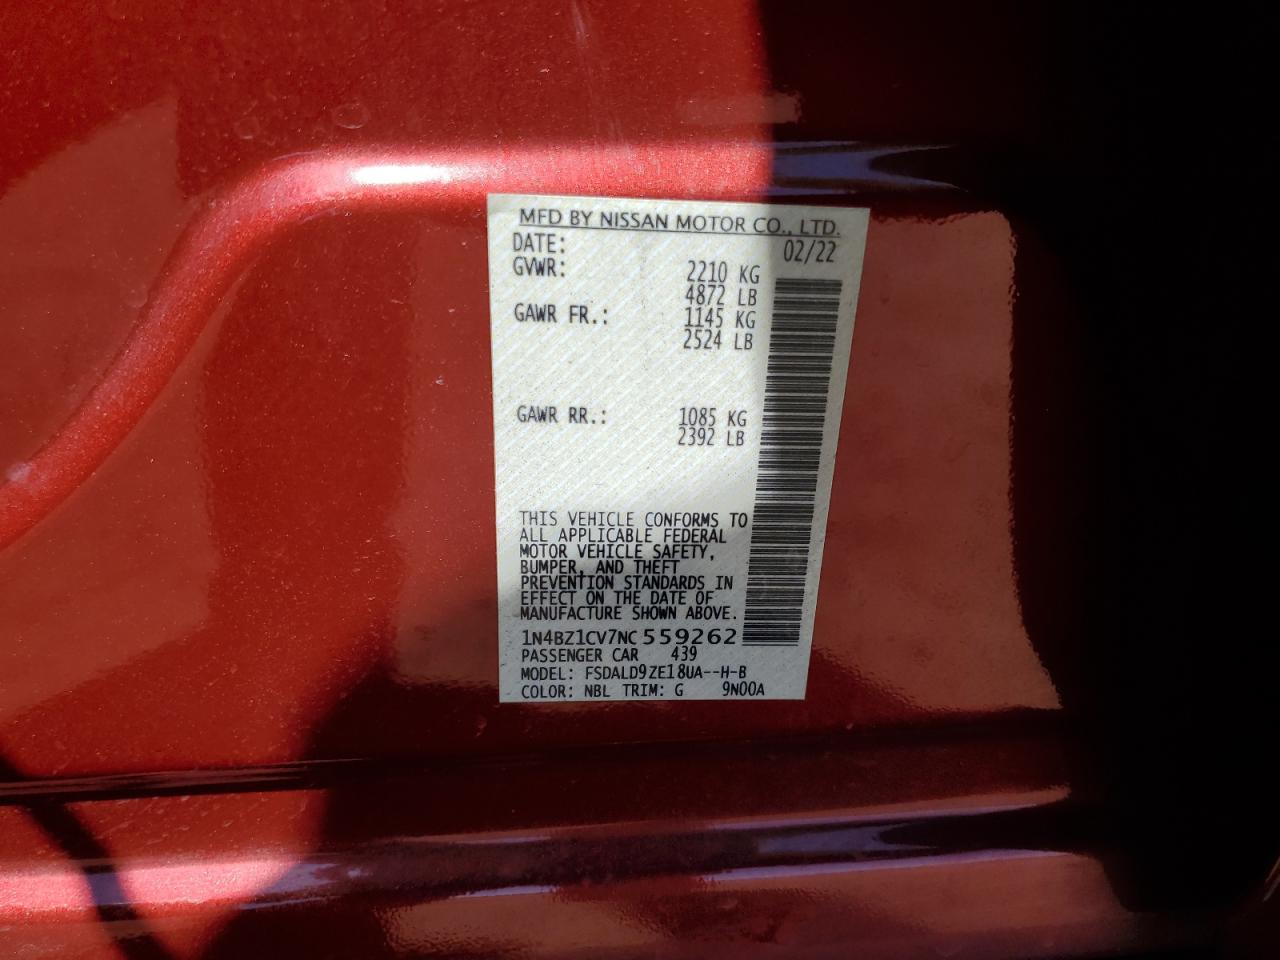 MFD BY NISSAN MOTOR CO., LTD.
DATE: 02/22
GVWR: 2210 KG
4872 LB
GAWR FR.: 1145 KG
2524 LB
GAWR RR.: 1085 KG
2392 LB
THIS VEHICLE CONFORMS TO
ALL APPLICABLE FEDERAL
MOTOR VEHICLE SAFETY,
BUMPER, AND THEFT
PREVENTION STANDARDS IN
EFFECT ON THE DATE OF
MANUFACTURE SHOWN ABOVE.
1N4BZ1CV7NC559262
PASSENGER CAR 439
MODEL: FSDALD9ZE18UA--H-B
COLOR: NBL TRIM: G 9N00A